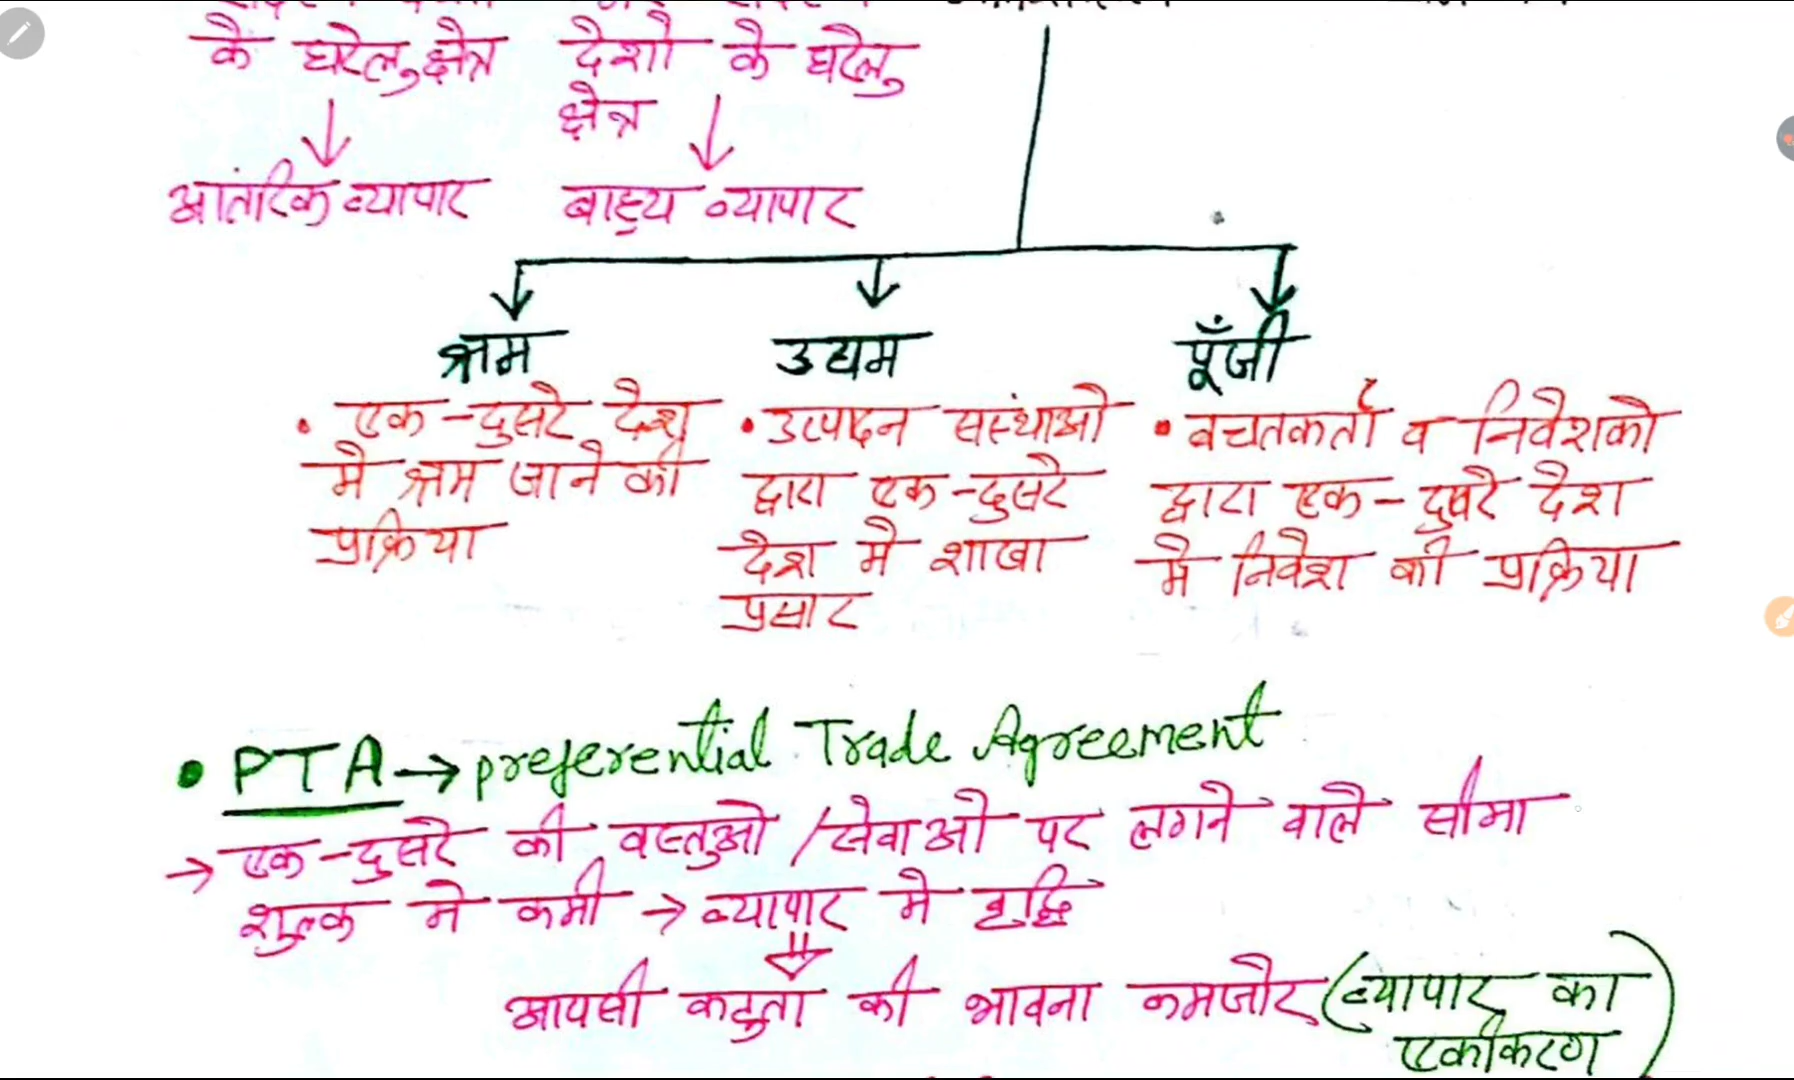 के घरेलु क्षेत्र देशो के घरेलु
क्षेत्र
आंतरिक व्यापार बाह्य व्यापार
श्रम उद्यम पूँजी
• एक-दुसरे देश • उत्पादन संस्थाओ • बचतकर्ता व निवेशको
मे श्रम जाने की द्वारा एक-दुसरे द्वारा एक-दुसरे देश
प्रक्रिया देश मे शाखा मे निवेश की प्रक्रिया
प्रसार
• PTA → preferential Trade Agreement
→ एक-दुसरे की वस्तुओ /सेवाओ पर लगने वाले सीमा
शुल्क मे कमी → व्यापार मे वृद्धि
आपसी कटुता की भावना कमजोर (व्यापार का
एकीकरण)